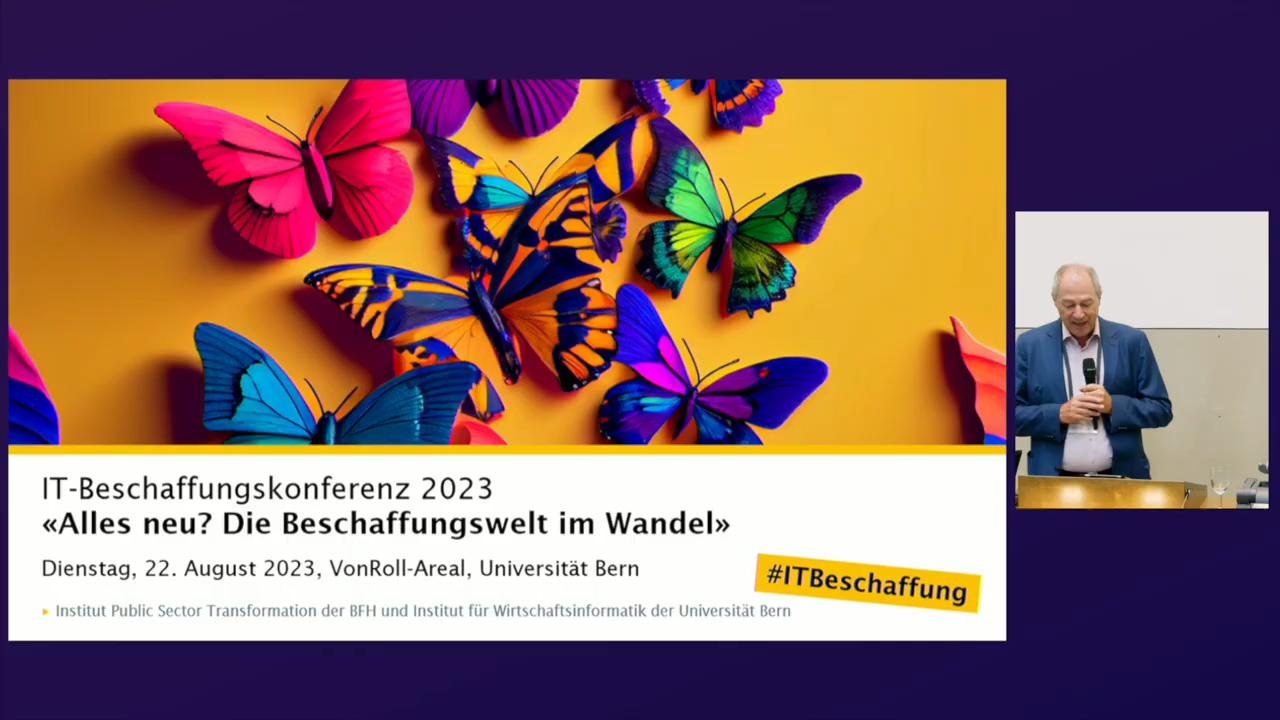 IT-Beschaffungskonferenz 2023
«Alles neu? Die Beschaffungswelt im Wandel»
Dienstag, 22. August 2023, VonRoll-Areal, Universität Bern
#ITBeschaffung
▸ Institut Public Sector Transformation der BFH und Institut für Wirtschaftsinformatik der Universität Bern